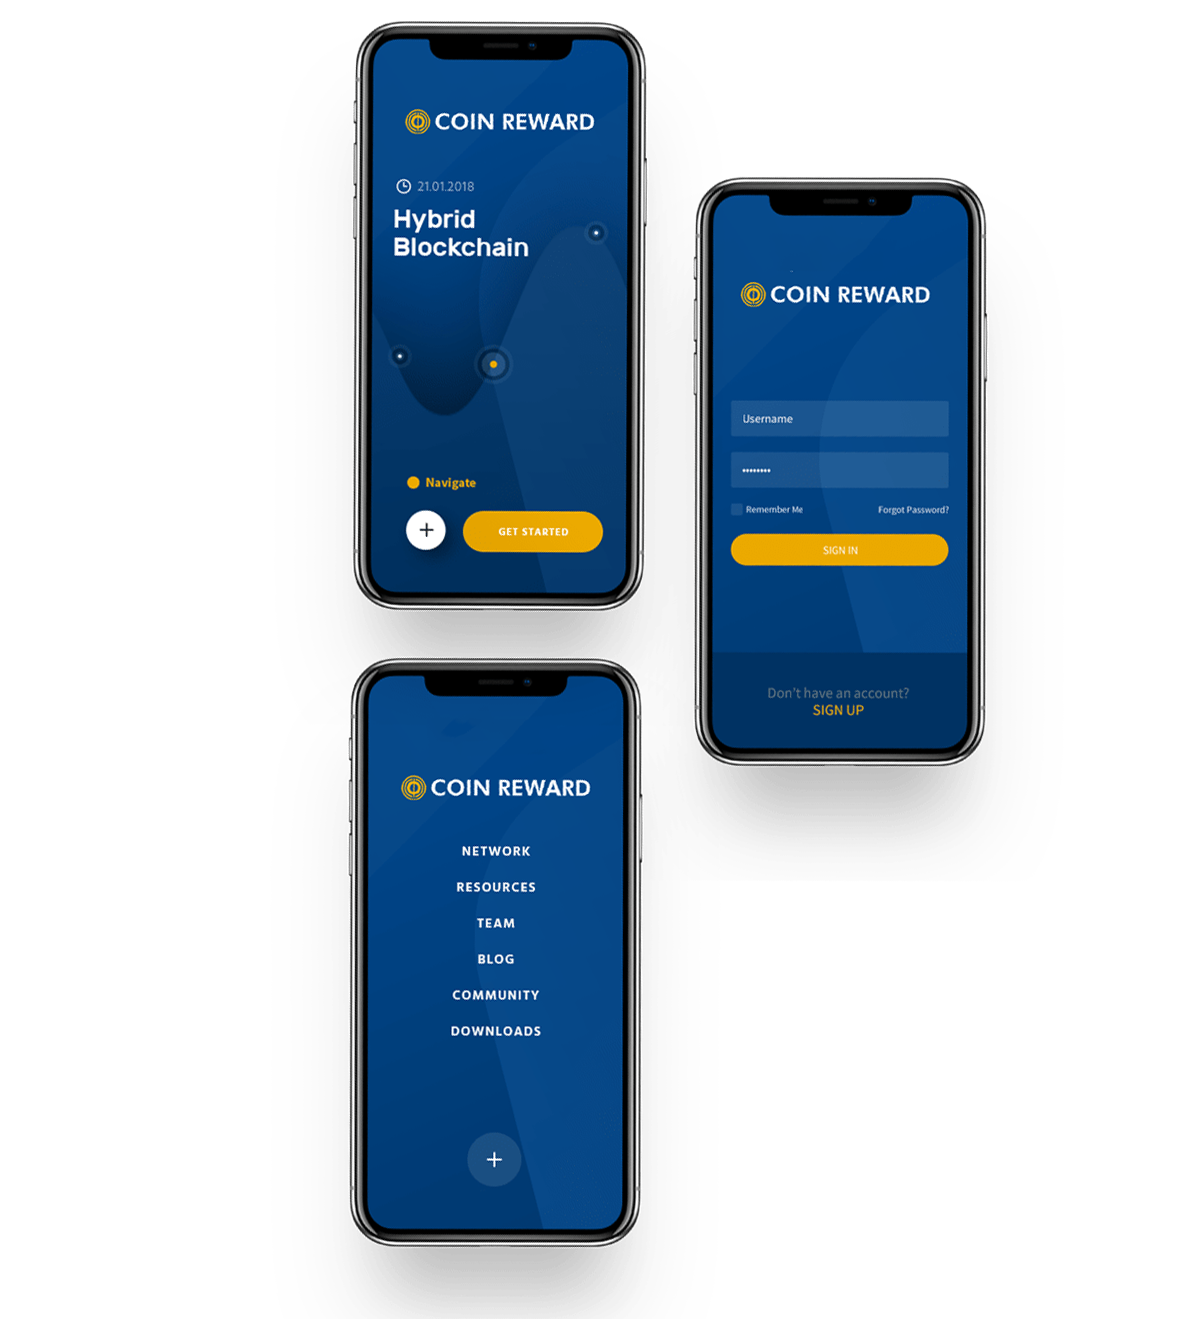 COIN REWARD
21.01.2018
Hybrid
Blockchain
Navigate
GET STARTED
COIN REWARD
Username
Remember Me
Forgot Password?
SIGN IN
Don't have an account?
SIGN UP
COIN REWARD
NETWORK
RESOURCES
TEAM
BLOG
COMMUNITY
DOWNLOADS